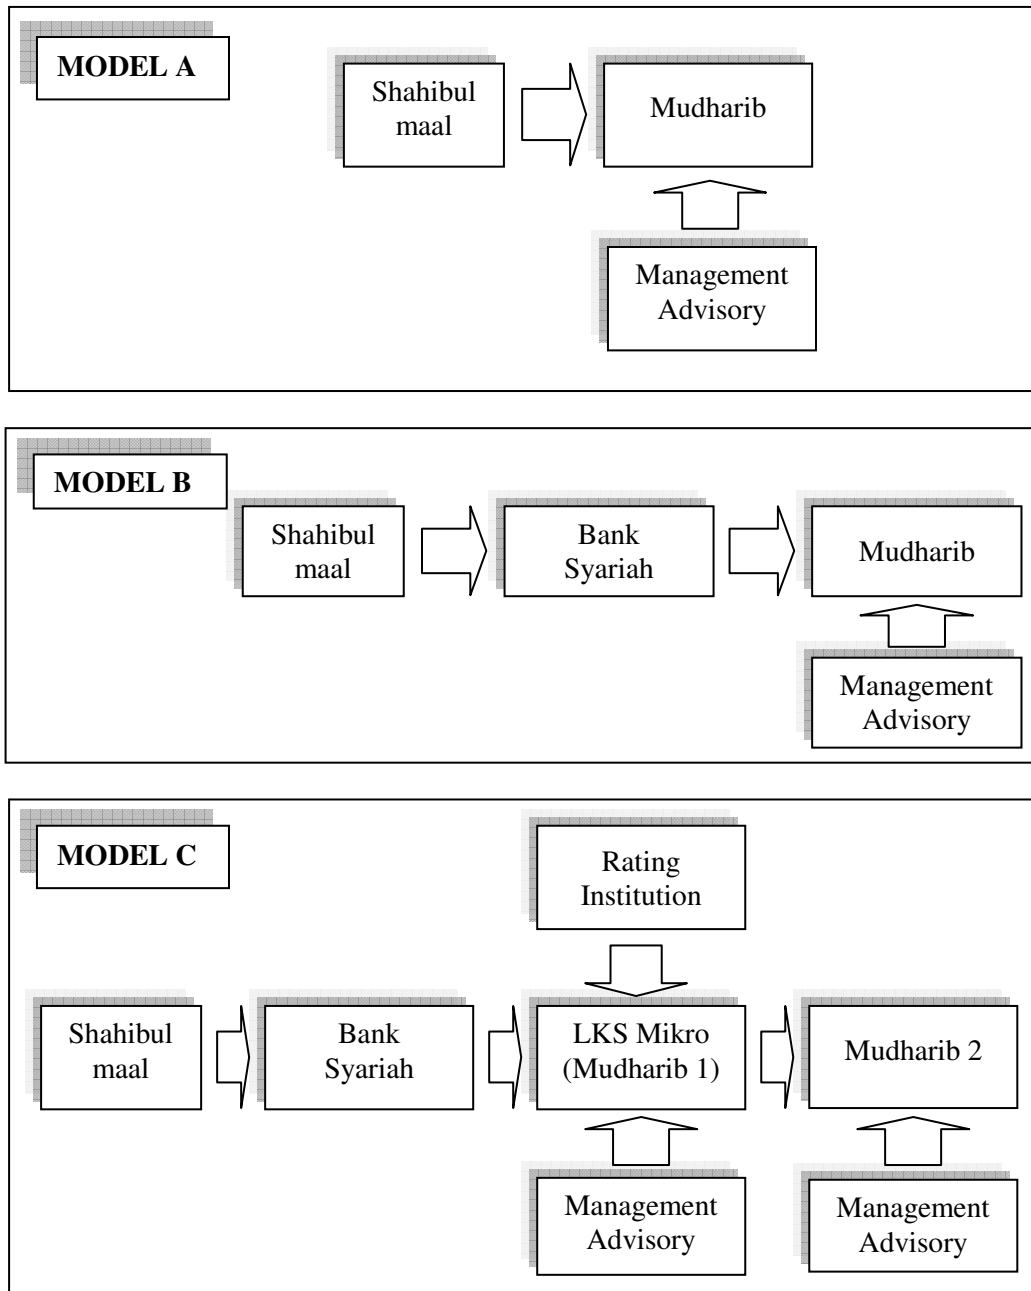 MODEL A
Shahibul
maal
Mudharib
Management
Advisory
MODEL B
Shahibul
maal
Bank
Syariah
Mudharib
Management
Advisory
MODEL C
Rating
Institution
Shahibul
maal
Bank
Syariah
LKS Mikro
(Mudharib 1)
Mudharib 2
Management
Advisory
Management
Advisory